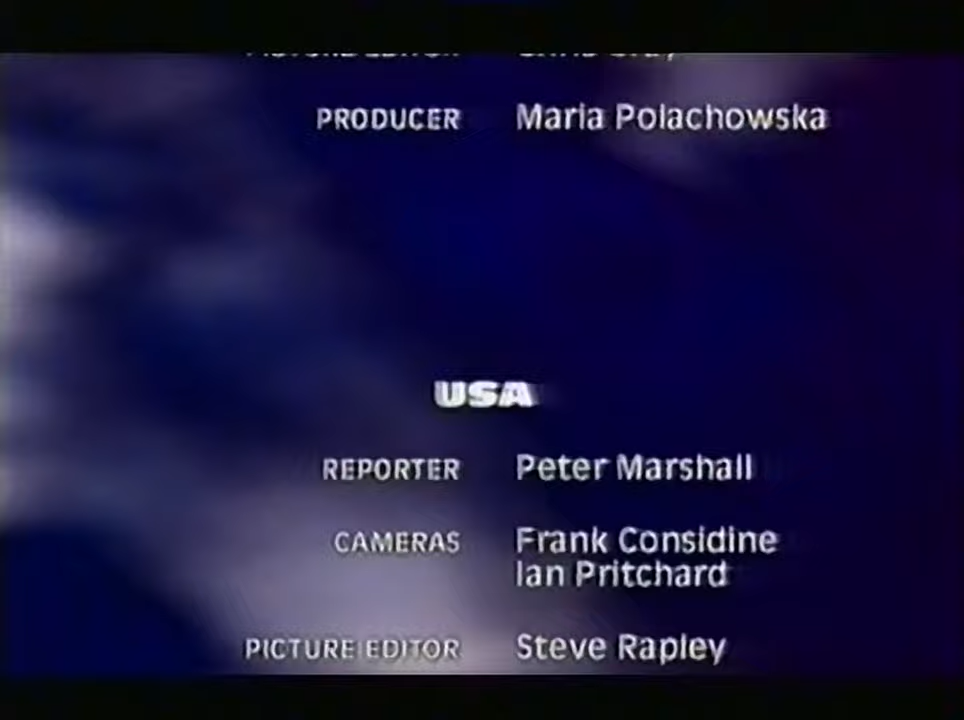 PRODUCER Maria Polachowska
USA
REPORTER Peter Marshall
CAMERAS Frank Considine
Ian Pritchard
PICTURE EDITOR Steve Rapley